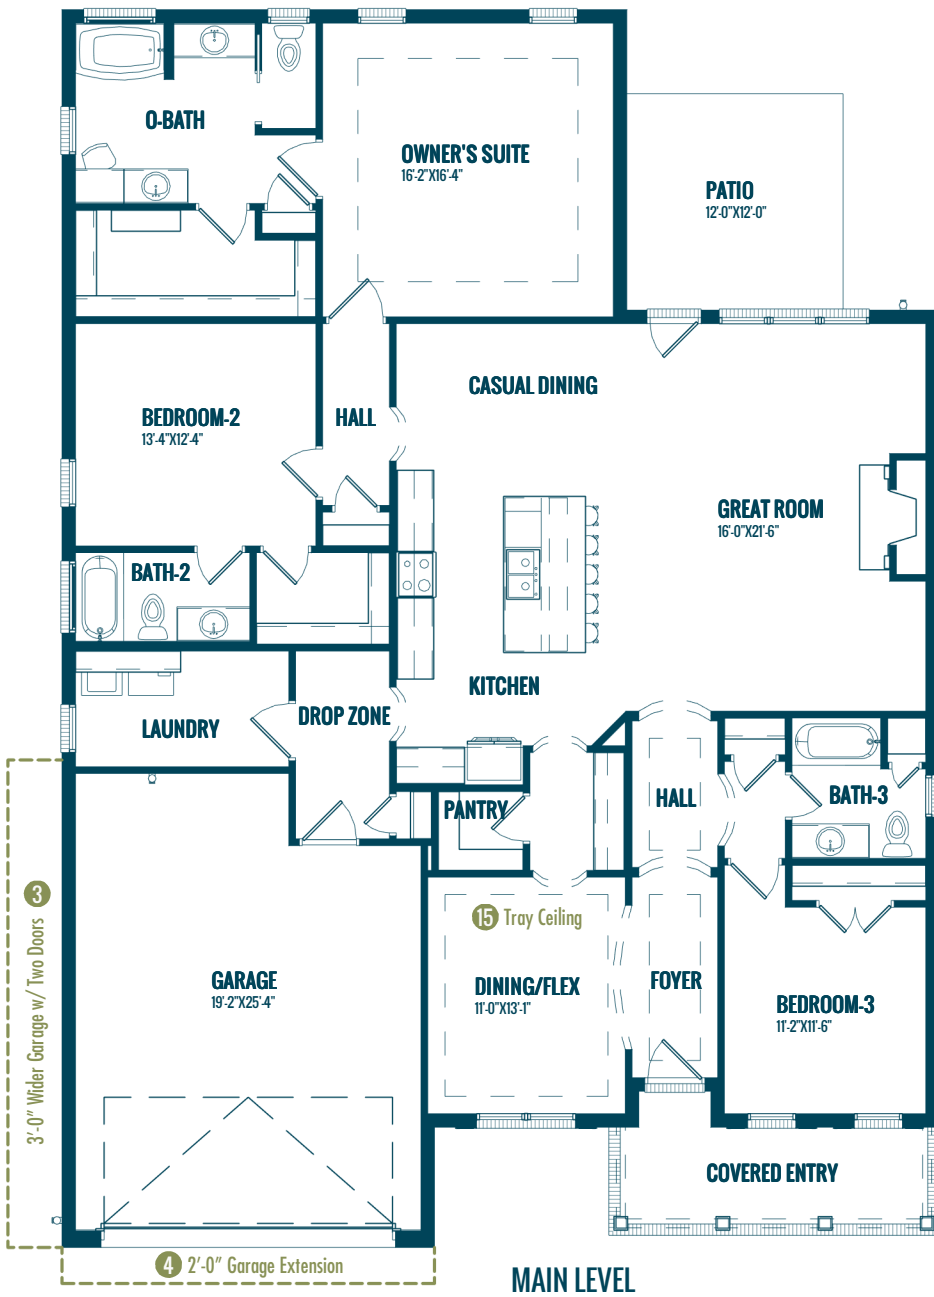 O-BATH
OWNER'S SUITE
16'-2"X16'-4"
PATIO
12'-0"X12'-0"
CASUAL DINING
BEDROOM-2
13'-4"X12'-4"
HALL
GREAT ROOM
16'-0"X21'-6"
BATH-2
KITCHEN
LAUNDRY
DROP ZONE
PANTRY
HALL
BATH-3
3 3'-0" Wider Garage w/ Two Doors
15 Tray Ceiling
GARAGE
19'-2"X25'-4"
DINING/FLEX
11'-0"X13'-1"
FOYER
BEDROOM-3
11'-2"X11'-6"
COVERED ENTRY
4 2'-0" Garage Extension
MAIN LEVEL